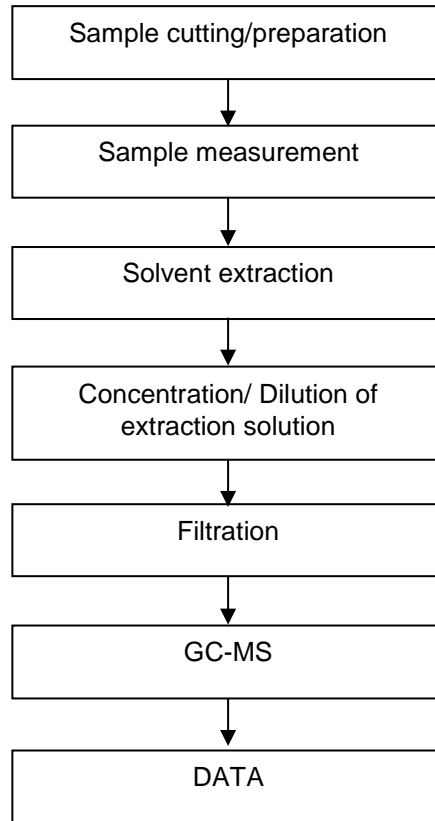 Sample cutting/preparation
Sample measurement
Solvent extraction
Concentration/ Dilution of
extraction solution
Filtration
GC-MS
DATA